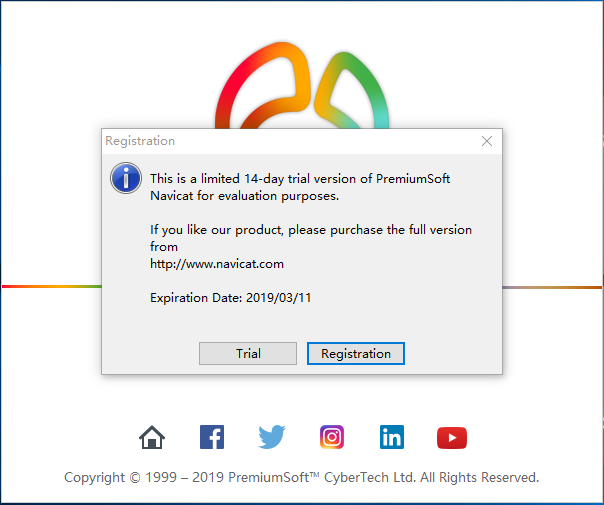 Registration
This is a limited 14-day trial version of PremiumSoft
Navicat for evaluation purposes.
If you like our product, please purchase the full version
from
http://www.navicat.com
Expiration Date: 2019/03/11
Trial
Registration
Copyright © 1999 – 2019 PremiumSoft™ CyberTech Ltd. All Rights Reserved.